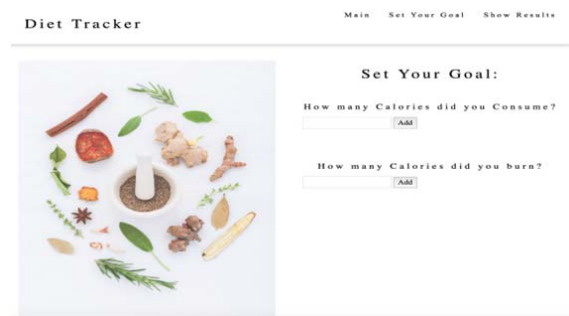 Diet Tracker
Main Set Your Goal Show Results
Set Your Goal:
How many Calories did you Consume?
Add
How many Calories did you burn?
Add